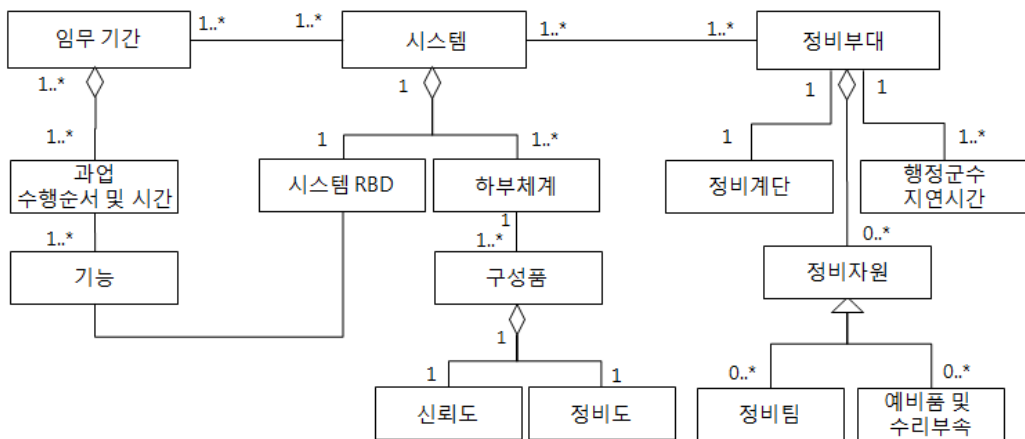 임무 기간
1..*
1..*
시스템
1..*
1..*
정비부대
1..*
1
1
1
1..*
1
1..*
1
1..*
과업
수행순서 및 시간
시스템 RBD
하부체계
정비계단
행정군수
지연시간
1
1..*
1..*
0..*
기능
구성품
정비자원
1
1
1
0..*
0..*
신뢰도
정비도
정비팀
예비품 및
수리부속